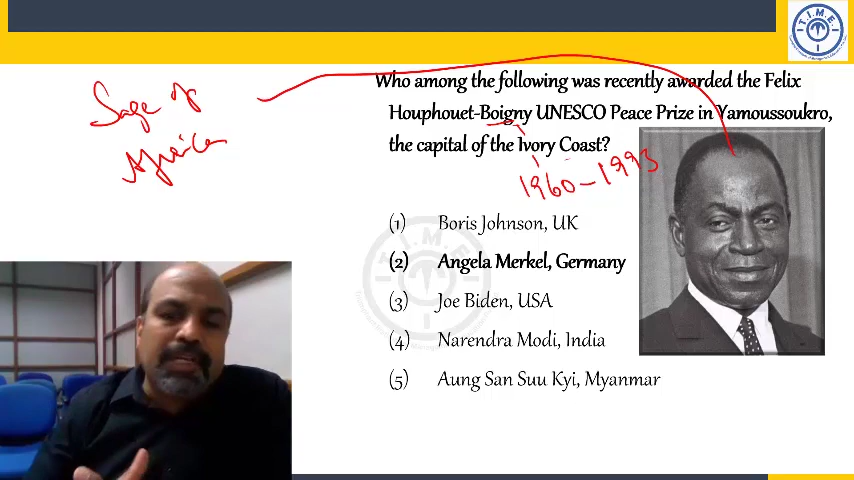 T.I.M.E.
Sage of
Africa
Who among the following was recently awarded the Felix
Houphouet-Boigny UNESCO Peace Prize in Yamoussoukro,
the capital of the Ivory Coast?
1960-1993
(1) Boris Johnson, UK
(2) Angela Merkel, Germany
(3) Joe Biden, USA
(4) Narendra Modi, India
(5) Aung San Suu Kyi, Myanmar